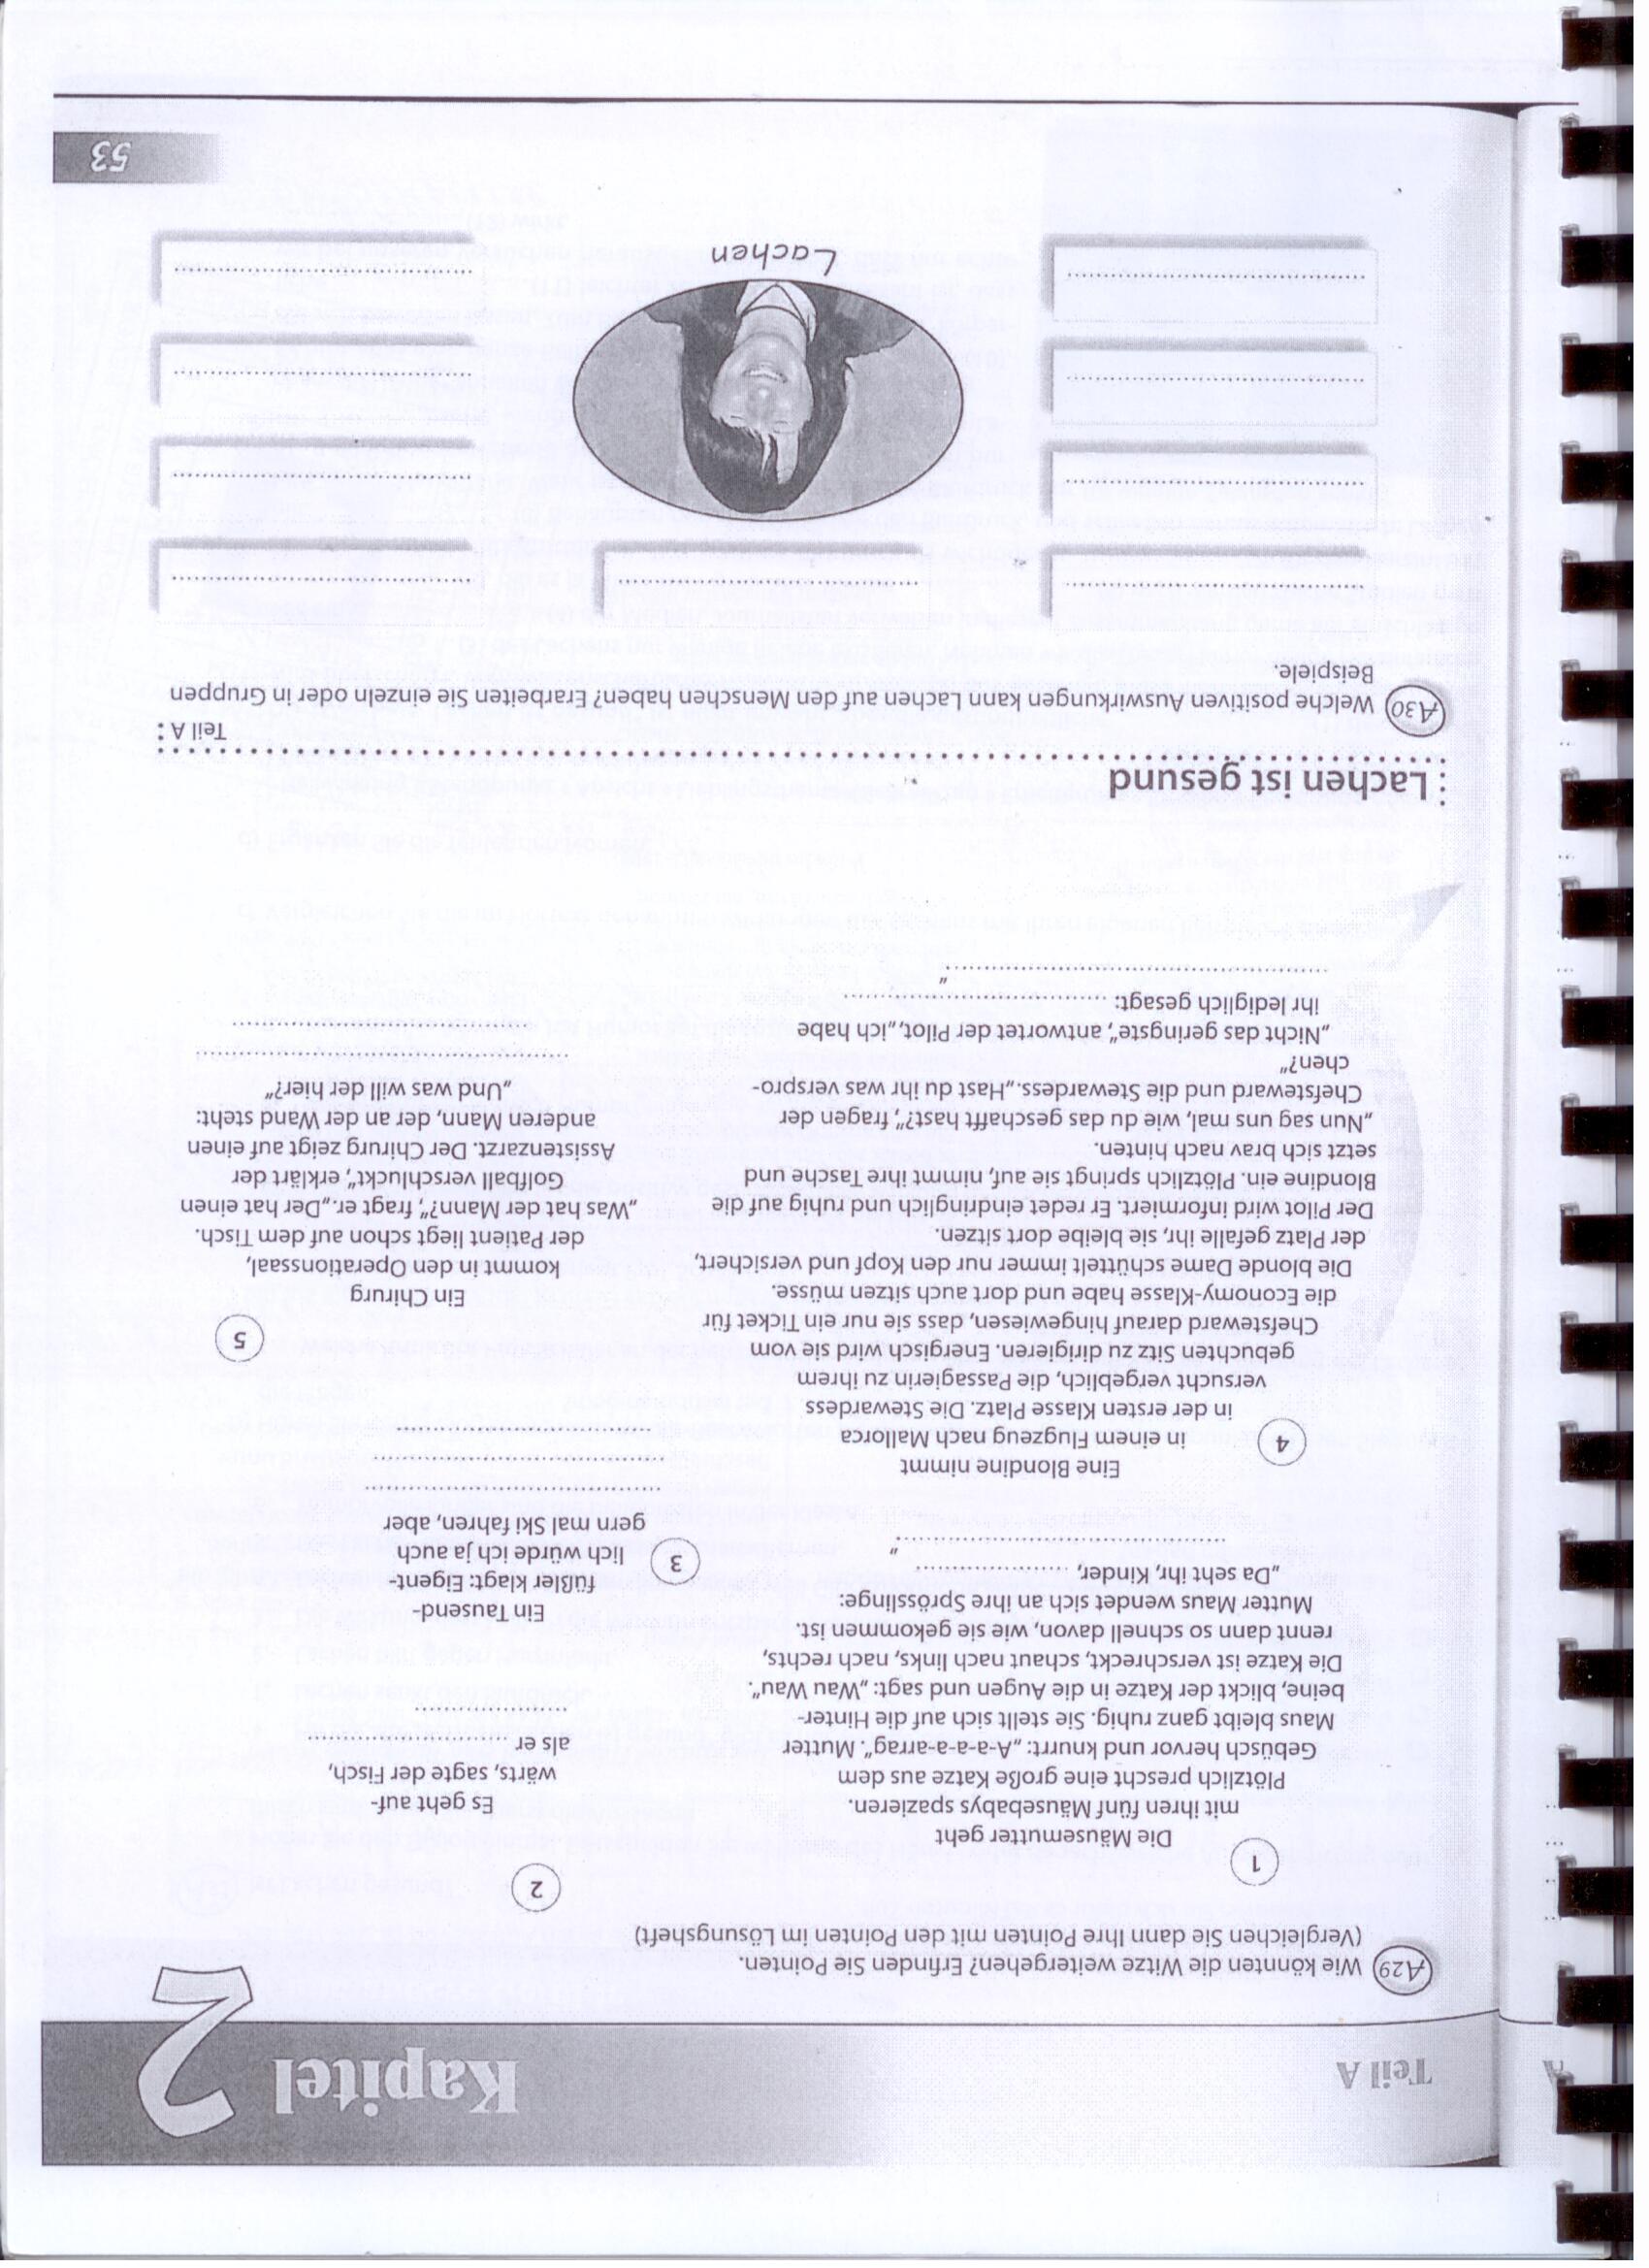 Teil A
Kapitel 2
A29 Wie könnten die Witze weitergehen? Erfinden Sie Pointen.
(Vergleichen Sie dann Ihre Pointen mit den Pointen im Lösungsheft)
1
Die Mäusemutter geht
mit ihren fünf Mäusebabys spazieren.
Plötzlich prescht eine große Katze aus dem
Gebüsch hervor und knurrt: „A-a-a-a-arrag“. Mutter
Maus bleibt ganz ruhig. Sie stellt sich auf die Hinter-
beine, blickt der Katze in die Augen und sagt: „Wau Wau“.
Die Katze ist verschreckt, schaut nach links, nach rechts,
rennt dann so schnell davon, wie sie gekommen ist.
Mutter Maus wendet sich an ihre Sprösslinge:
„Da seht ihr, Kinder, .....................
.............................................“
2
Es geht auf-
wärts, sagte der Fisch,
als er ...........................
.....................
3
Ein Tausend-
füßler klagt: Eigent-
lich würde ich ja auch
gern mal Ski fahren, aber
........................................
........................................
........................................
4
Eine Blondine nimmt
in einem Flugzeug nach Mallorca
in der ersten Klasse Platz. Die Stewardess
versucht vergeblich, die Passagierin zu ihrem
gebuchten Sitz zu dirigieren. Energisch wird sie vom
Chefsteward darauf hingewiesen, dass sie nur ein Ticket für
die Economy-Klasse habe und dort auch sitzen müsse.
Die blonde Dame schüttelt immer nur den Kopf und versichert,
der Platz gefalle ihr, sie bleibe dort sitzen.
Der Pilot wird informiert. Er redet eindringlich und ruhig auf die
Blondine ein. Plötzlich springt sie auf, nimmt ihre Tasche und
setzt sich brav nach hinten.
„Nun sag uns mal, wie du das geschafft hast?“, fragen der
Chefsteward und die Stewardess. „Hast du ihr was verspro-
chen?“
„Nicht das geringste“, antwortet der Pilot, „ich habe
ihr lediglich gesagt: ....................................
....................................................“
5
Ein Chirurg
kommt in den Operationssaal,
der Patient liegt schon auf dem Tisch.
„Was hat der Mann?“, fragt er. „Der hat einen
Golfball verschluckt“, erklärt der
Assistenzarzt. Der Chirurg zeigt auf einen
anderen Mann, der an der Wand steht:
„Und was will der hier?“
..................................................
..................................................
Lachen ist gesund
Teil A
A30 Welche positiven Auswirkungen kann Lachen auf den Menschen haben? Erarbeiten Sie einzeln oder in Gruppen
Beispiele.
Lachen
53